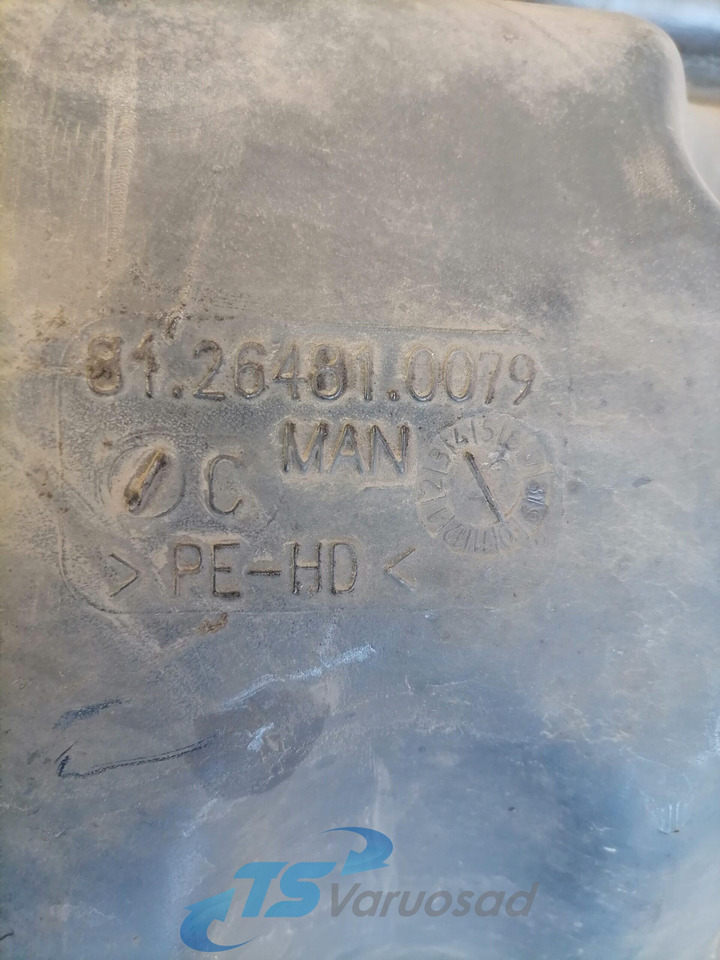 81.26481.0079
MAN
C
> PE-HD <
TS Varuosad